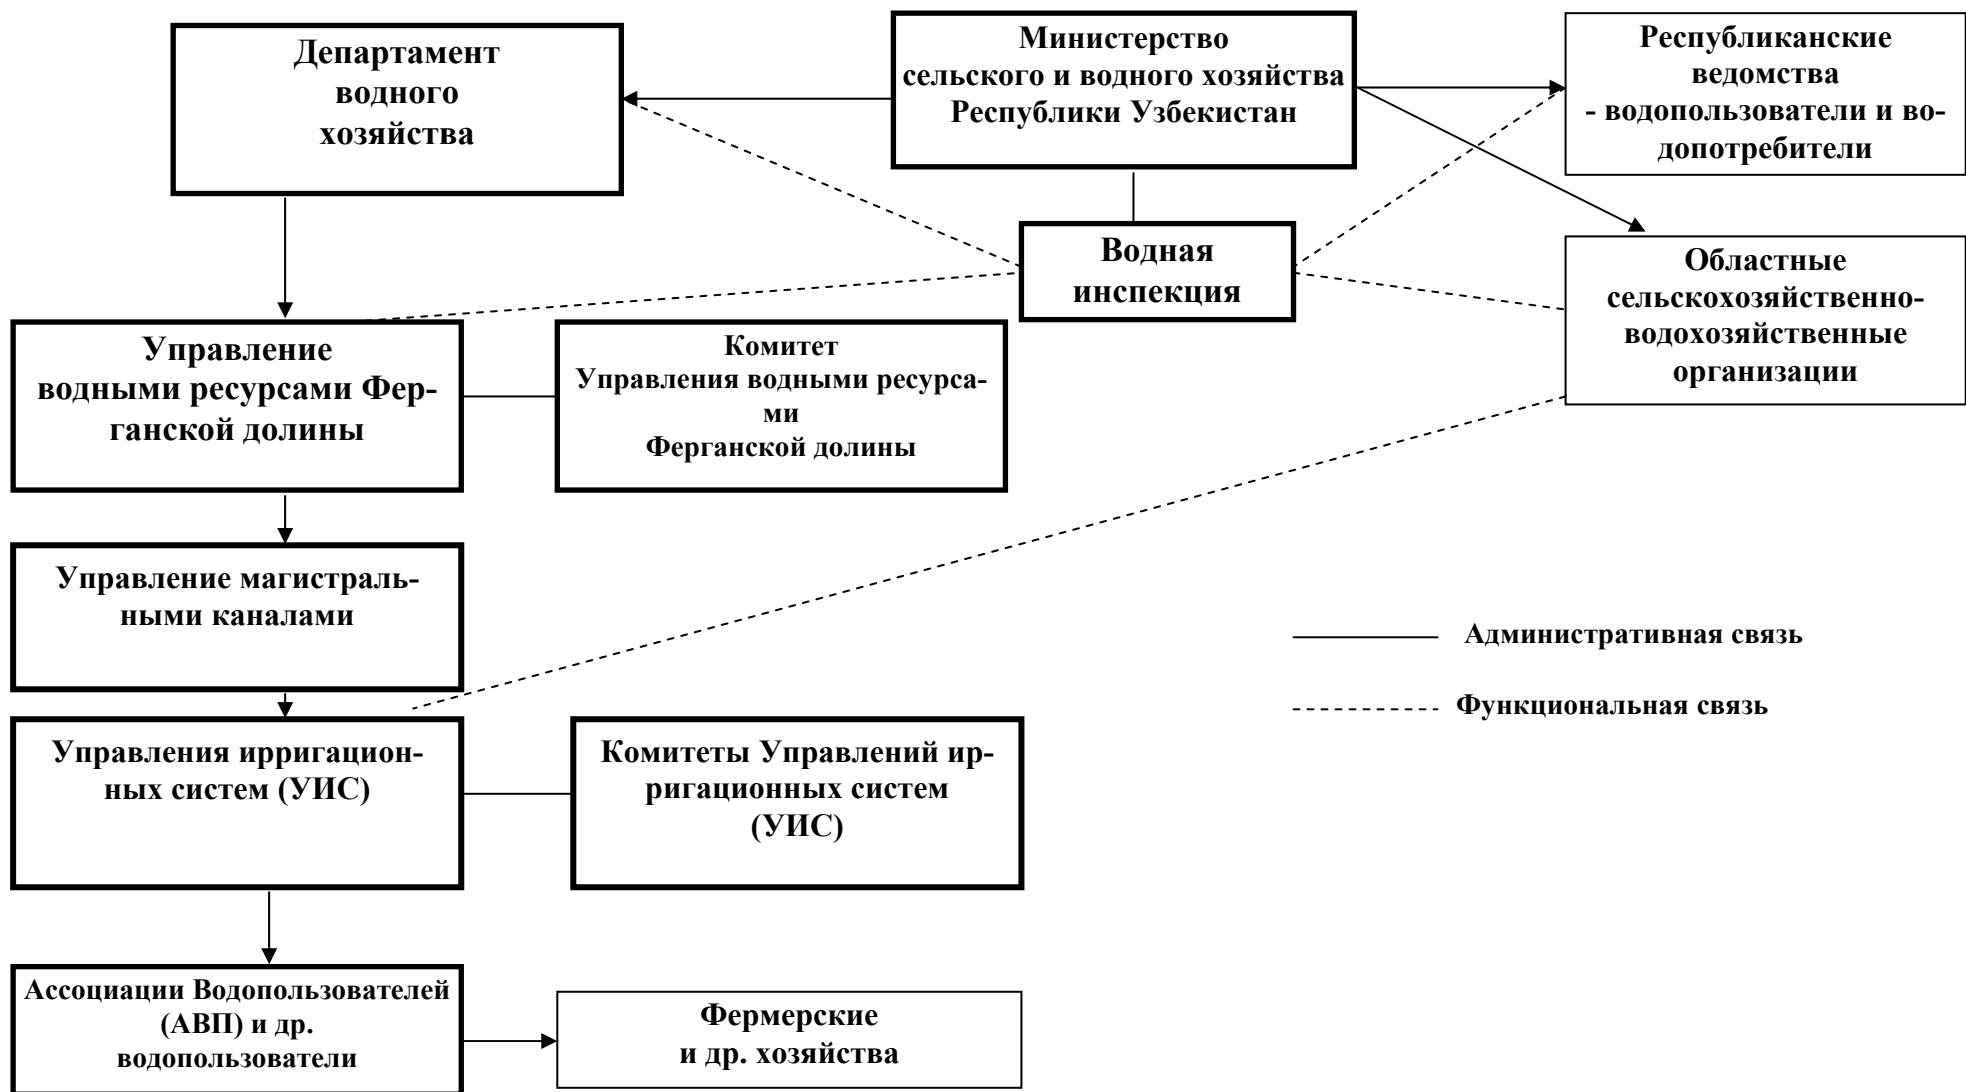 Департамент
водного
хозяйства
Министерство
сельского и водного хозяйства
Республики Узбекистан
Республиканские
ведомства
- водопользователи и во-
допотребители
Водная
инспекция
Областные
сельскохозяйственно-
водохозяйственные
организации
Управление
водными ресурсами Фер-
ганской долины
Комитет
Управления водными ресурса-
ми
Ферганской долины
Управление магистраль-
ными каналами
Административная связь
Функциональная связь
Управления ирригацион-
ных систем (УИС)
Комитеты Управлений ир-
ригационных систем
(УИС)
Ассоциации Водопользователей
(АВП) и др.
водопользователи
Фермерские
и др. хозяйства